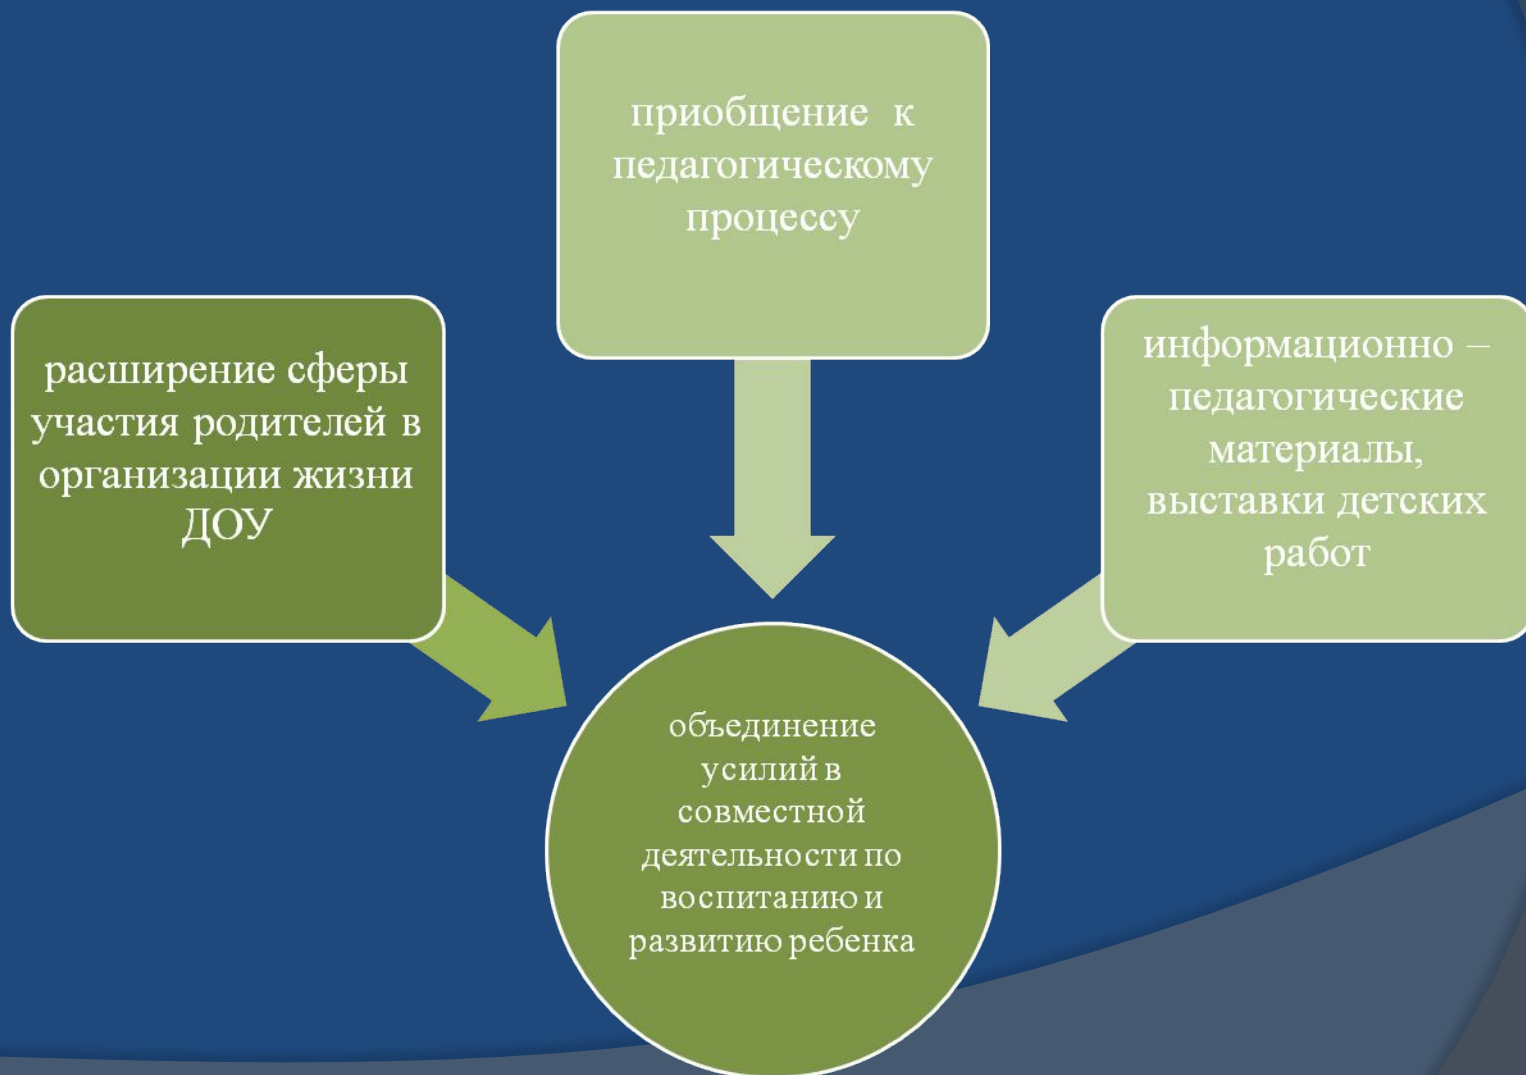 приобщение к
педагогическому
процессу
расширение сферы
участия родителей в
организации жизни
ДОУ
информационно –
педагогические
материалы,
выставки детских
работ
объединение
усилий в
совместной
деятельности по
воспитанию и
развитию ребенка